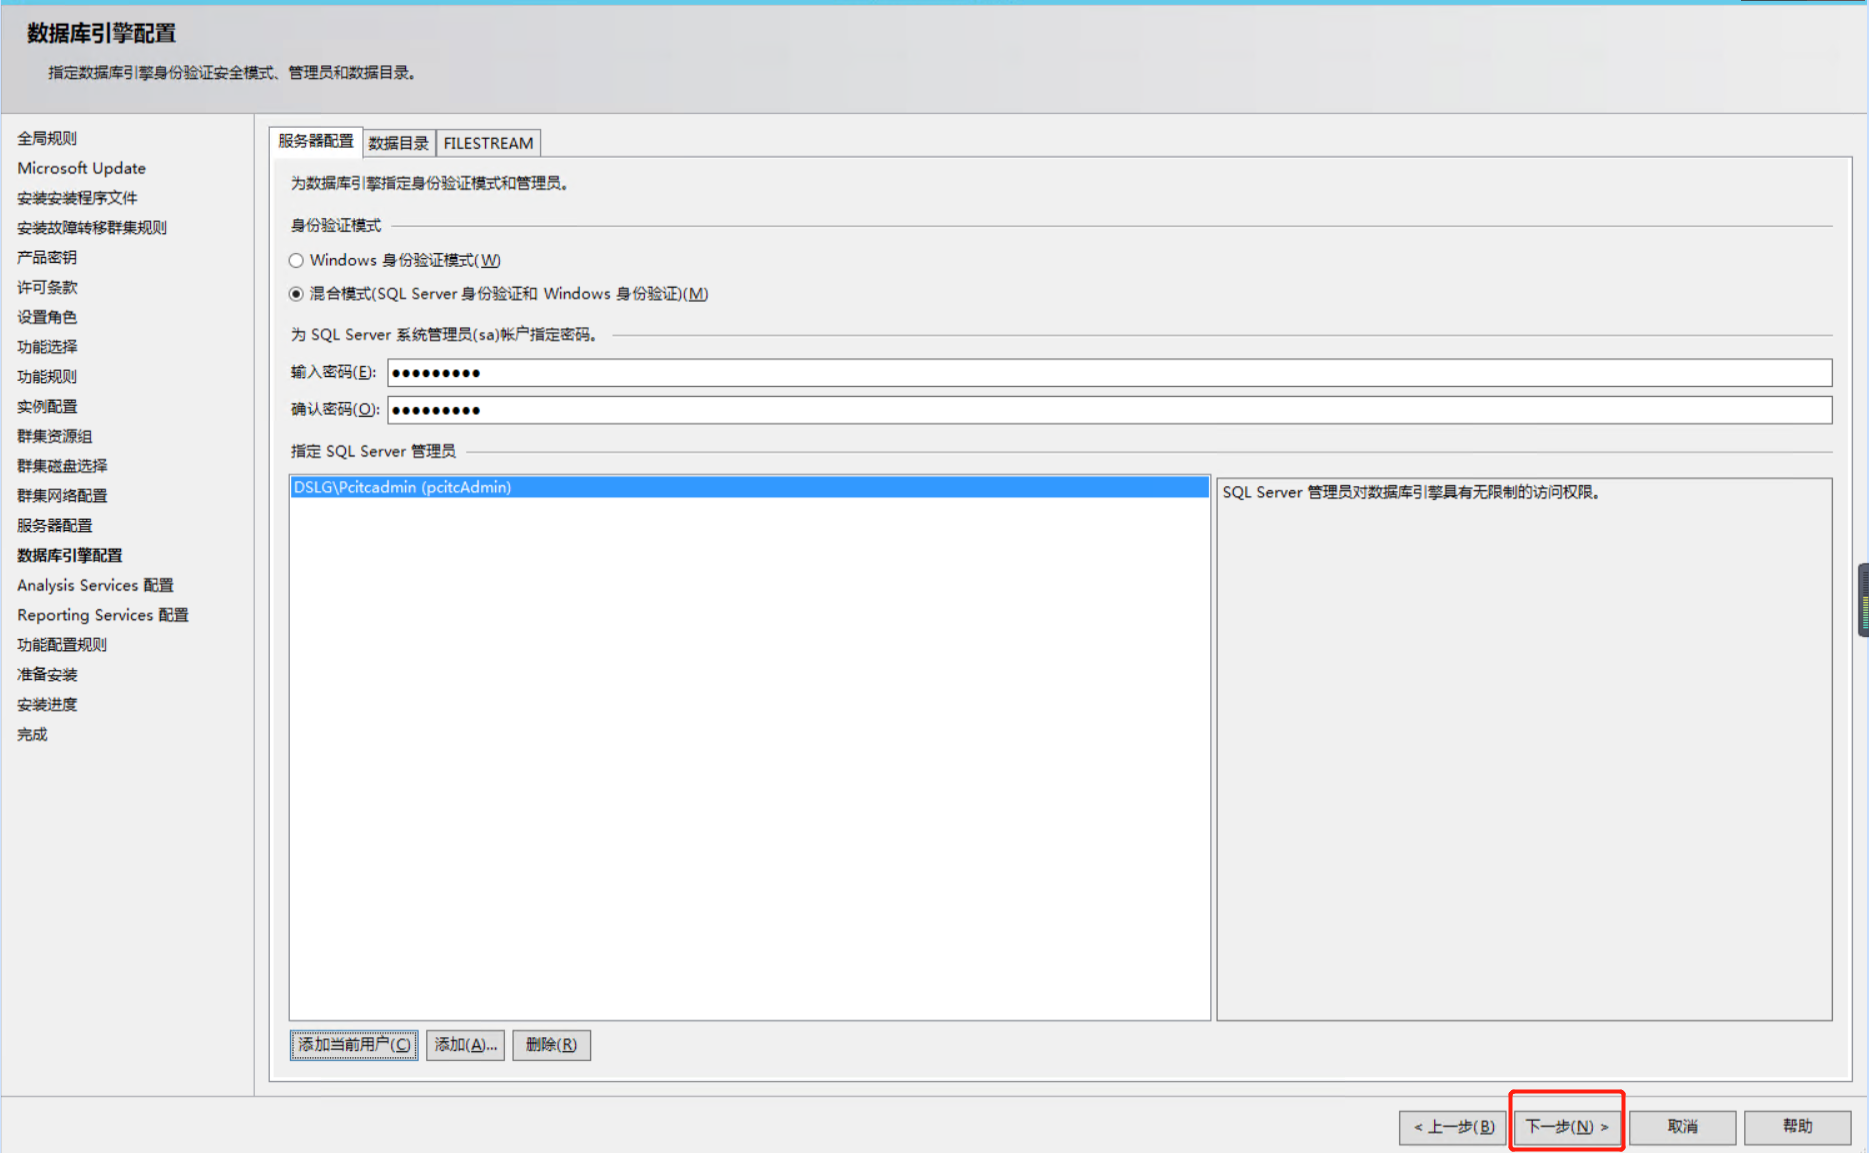 数据库引擎配置
指定数据库引擎身份验证安全模式、管理员和数据目录。
全局规则
Microsoft Update
安装安装程序文件
安装故障转移群集规则
产品密钥
许可条款
设置角色
功能选择
功能规则
实例配置
群集资源组
群集磁盘选择
群集网络配置
服务器配置
数据库引擎配置
Analysis Services 配置
Reporting Services 配置
功能配置规则
准备安装
安装进度
完成
服务器配置 数据目录 FILESTREAM
为数据库引擎指定身份验证模式和管理员。
身份验证模式
Windows 身份验证模式(W)
混合模式(SQL Server 身份验证和 Windows 身份验证)(M)
为 SQL Server 系统管理员(sa)帐户指定密码。
输入密码(E): ●●●●●●●●●
确认密码(O): ●●●●●●●●●
指定 SQL Server 管理员
DSLG\Pcitcadmin (pcitcAdmin)
SQL Server 管理员对数据库引擎具有无限制的访问权限。
添加当前用户(C) 添加(A)... 删除(R)
< 上一步(B) 下一步(N) > 取消 帮助